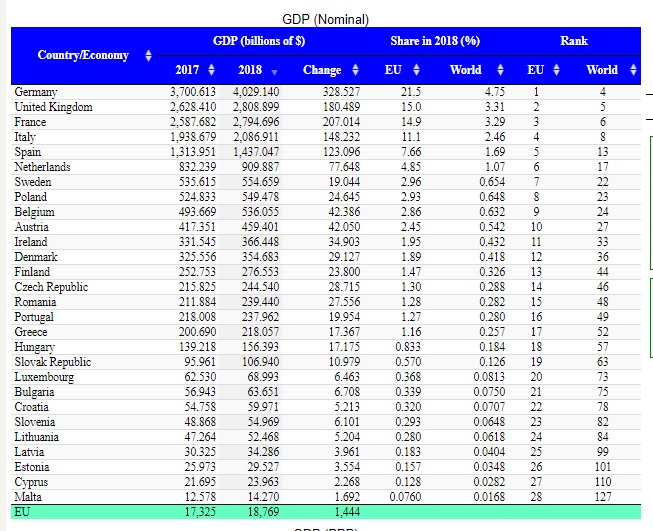 GDP (Nominal)
Country/Economy GDP (billions of $) Share in 2018 (%) Rank
2017 2018 Change EU World EU World
Germany 3,700.613 4,029.140 328.527 21.5 4.75 1 4
United Kingdom 2,628.410 2,808.899 180.489 15.0 3.31 2 5
France 2,587.682 2,794.696 207.014 14.9 3.29 3 6
Italy 1,938.679 2,086.911 148.232 11.1 2.46 4 8
Spain 1,313.951 1,437.047 123.096 7.66 1.69 5 13
Netherlands 832.239 909.887 77.648 4.85 1.07 6 17
Sweden 535.615 554.659 19.044 2.96 0.654 7 22
Poland 524.833 549.478 24.645 2.93 0.648 8 23
Belgium 493.669 536.055 42.386 2.86 0.632 9 24
Austria 417.351 459.401 42.050 2.45 0.542 10 27
Ireland 331.545 366.448 34.903 1.95 0.432 11 33
Denmark 325.556 354.683 29.127 1.89 0.418 12 36
Finland 252.753 276.553 23.800 1.47 0.326 13 44
Czech Republic 215.825 244.540 28.715 1.30 0.288 14 46
Romania 211.884 239.440 27.556 1.28 0.282 15 48
Portugal 218.008 237.962 19.954 1.27 0.280 16 49
Greece 200.690 218.057 17.367 1.16 0.257 17 52
Hungary 139.218 156.393 17.175 0.833 0.184 18 57
Slovak Republic 95.961 106.940 10.979 0.570 0.126 19 63
Luxembourg 62.530 68.993 6.463 0.368 0.0813 20 73
Bulgaria 56.943 63.651 6.708 0.339 0.0750 21 75
Croatia 54.758 59.971 5.213 0.320 0.0707 22 78
Slovenia 48.868 54.969 6.101 0.293 0.0648 23 82
Lithuania 47.264 52.468 5.204 0.280 0.0618 24 84
Latvia 30.325 34.286 3.961 0.183 0.0404 25 99
Estonia 25.973 29.527 3.554 0.157 0.0348 26 101
Cyprus 21.695 23.963 2.268 0.128 0.0282 27 110
Malta 12.578 14.270 1.692 0.0760 0.0168 28 127
EU 17,325 18,769 1,444